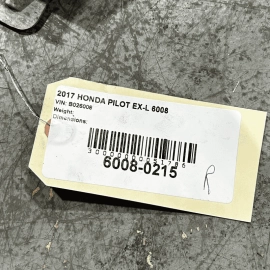 2017 HONDA PILOT EX-L 6008
VIN: B026008
Weight:
Dimensions:
6008-0215
R